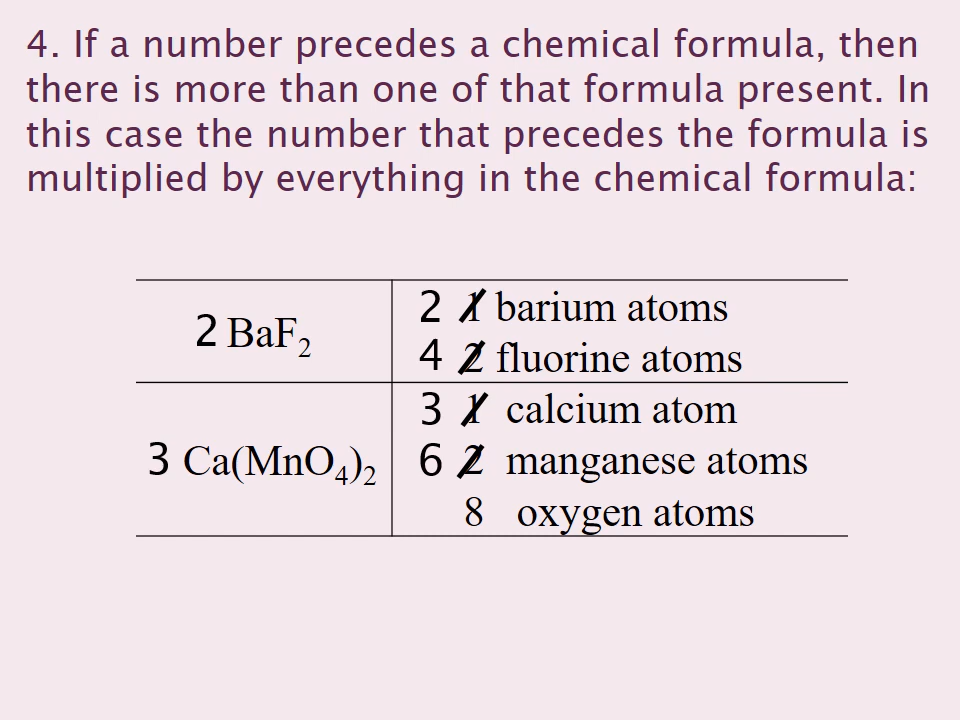 4. If a number precedes a chemical formula, then
there is more than one of that formula present. In
this case the number that precedes the formula is
multiplied by everything in the chemical formula:
2 BaF₂
2 1 barium atoms
4 2 fluorine atoms
3 Ca(MnO₄)₂
3 1 calcium atom
6 2 manganese atoms
8 oxygen atoms